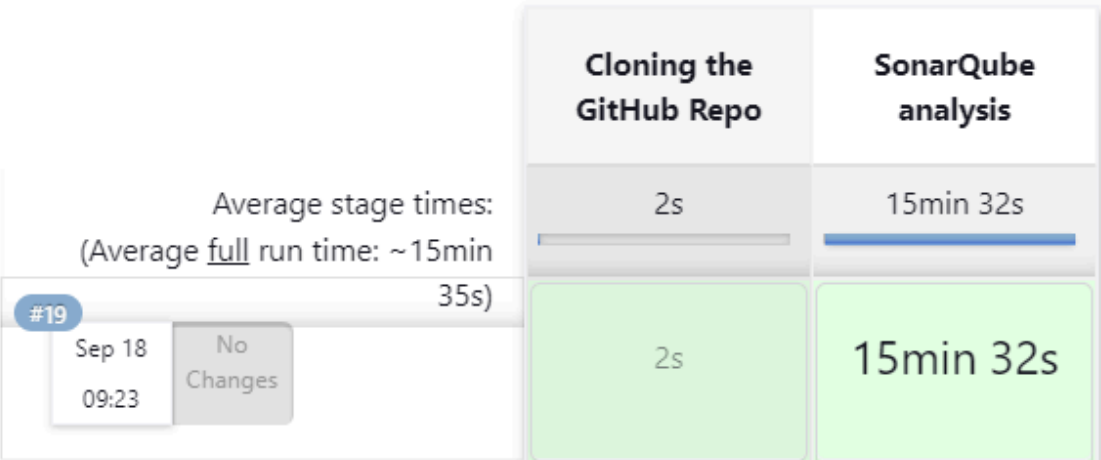 Cloning the
GitHub Repo
SonarQube
analysis
Average stage times:
(Average full run time: ~15min
35s)
2s
15min 32s
#19
Sep 18
09:23
No
Changes
2s
15min 32s